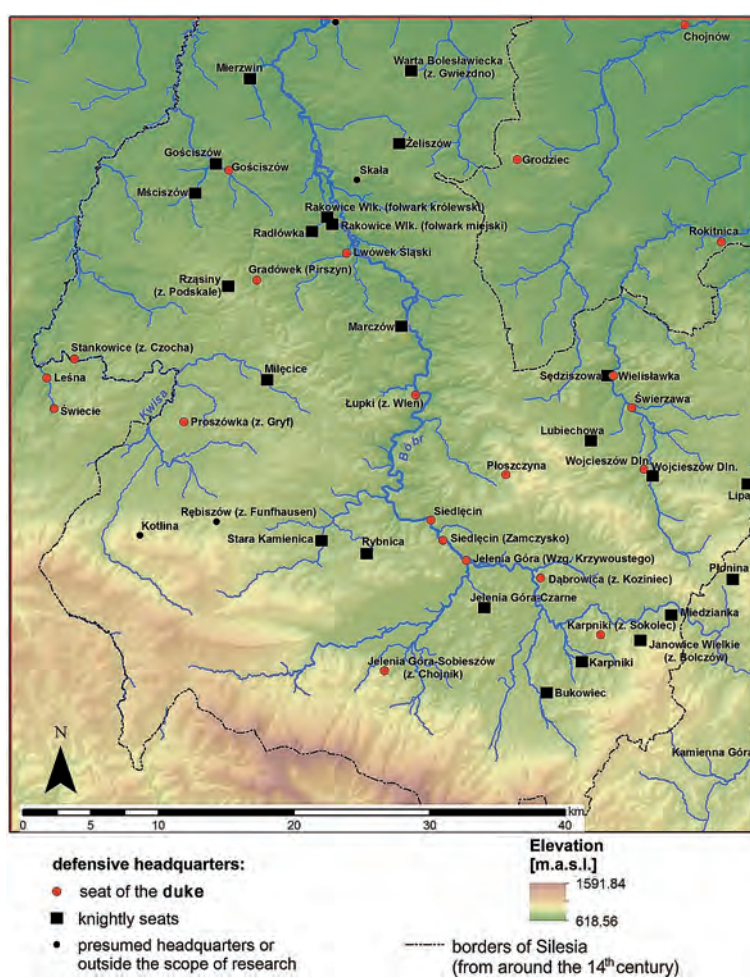 Chojnów
Mierzwin
Warta Bolesławiecka
(z. Gwiezdno)
Żeliszów
Gościszów
Gościszów
Grodziec
Skała
Mściszów
Rakowice Wlk. (folwark królewski)
Rakowice Wlk. (folwark miejski)
Radłówka
Rokitnica
Lwówek Śląski
Gradówek (Pirszyn)
Rząsiny
(z. Podskale)
Marczów
Stankowice (z. Czocha)
Leśna
Milęcice
Sędziszowa
Wielisławka
Świecie
Kwisa
Łupki (z. Wleń)
Świerzawa
Proszówka (z. Gryf)
Bóbr
Lubiechowa
Płoszczyna
Wojcieszów Dln.
Wojcieszów Dln.
Lipa
Rębiszów (z. Funfhausen)
Kotlina
Siedlęcin
Stara Kamienica
Siedlęcin (Zamczysko)
Rybnica
Jelenia Góra (Wzg. Krzywoustego)
Płonina
Dąbrowica (z. Koziniec)
Jelenia Góra-Czarne
Miedzianka
Karpniki (z. Sokolec)
Janowice Wielkie
(z. Bolczów)
Karpniki
Jelenia Góra-Sobieszów
(z. Chojnik)
Bukowiec
Kamienna Góra
N
0 5 10 20 30 40 km
defensive headquarters:
seat of the duke
knightly seats
presumed headquarters or
outside the scope of research
Elevation
[m.a.s.l.]
1591.84
618,56
borders of Silesia
(from around the 14th century)